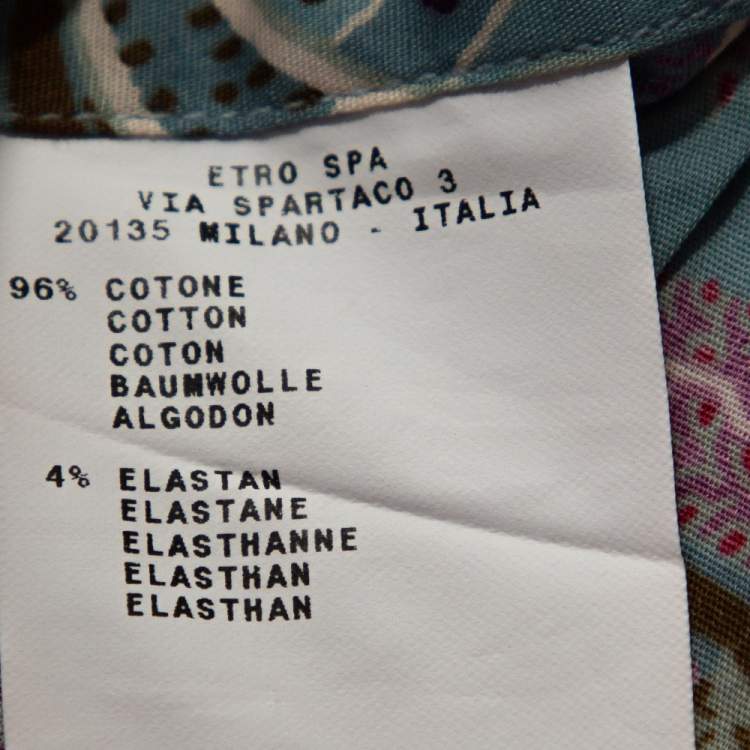 ETRO SPA
VIA SPARTACO 3
20135 MILANO - ITALIA
96% COTONE
COTTON
COTON
BAUMWOLLE
ALGODON
4% ELASTAN
ELASTANE
ELASTHANNE
ELASTHAN
ELASTHAN